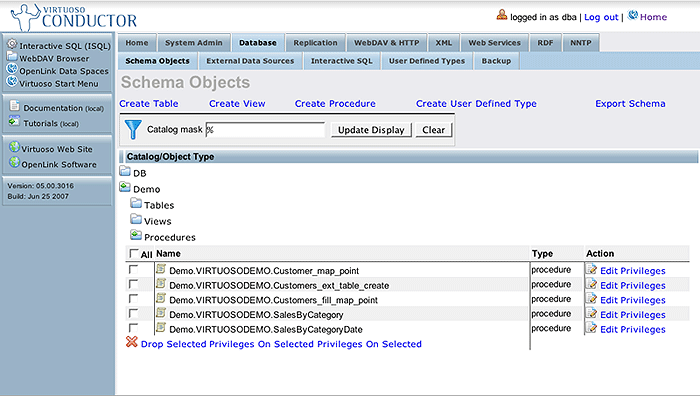 VIRTUOSO
CONDUCTOR
logged in as dba | Log out | Home
Interactive SQL (ISQL)
WebDAV Browser
OpenLink Data Spaces
Virtuoso Start Menu
Documentation (local)
Tutorials (local)
Virtuoso Web Site
OpenLink Software
Version: 05.00.3016
Build: Jun 25 2007
Home System Admin Database Replication WebDAV & HTTP XML Web Services RDF NNTP
Schema Objects External Data Sources Interactive SQL User Defined Types Backup
Schema Objects
Create Table Create View Create Procedure Create User Defined Type Export Schema
Catalog mask % Update Display Clear
Catalog/Object Type
DB
Demo
Tables
Views
Procedures
All Name Type Action
Demo.VIRTUOSODEMO.Customer_map_point procedure Edit Privileges
Demo.VIRTUOSODEMO.Customers_ext_table_create procedure Edit Privileges
Demo.VIRTUOSODEMO.Customers_fill_map_point procedure Edit Privileges
Demo.VIRTUOSODEMO.SalesByCategory procedure Edit Privileges
Demo.VIRTUOSODEMO.SalesByCategoryDate procedure Edit Privileges
Drop Selected Privileges On Selected Privileges On Selected